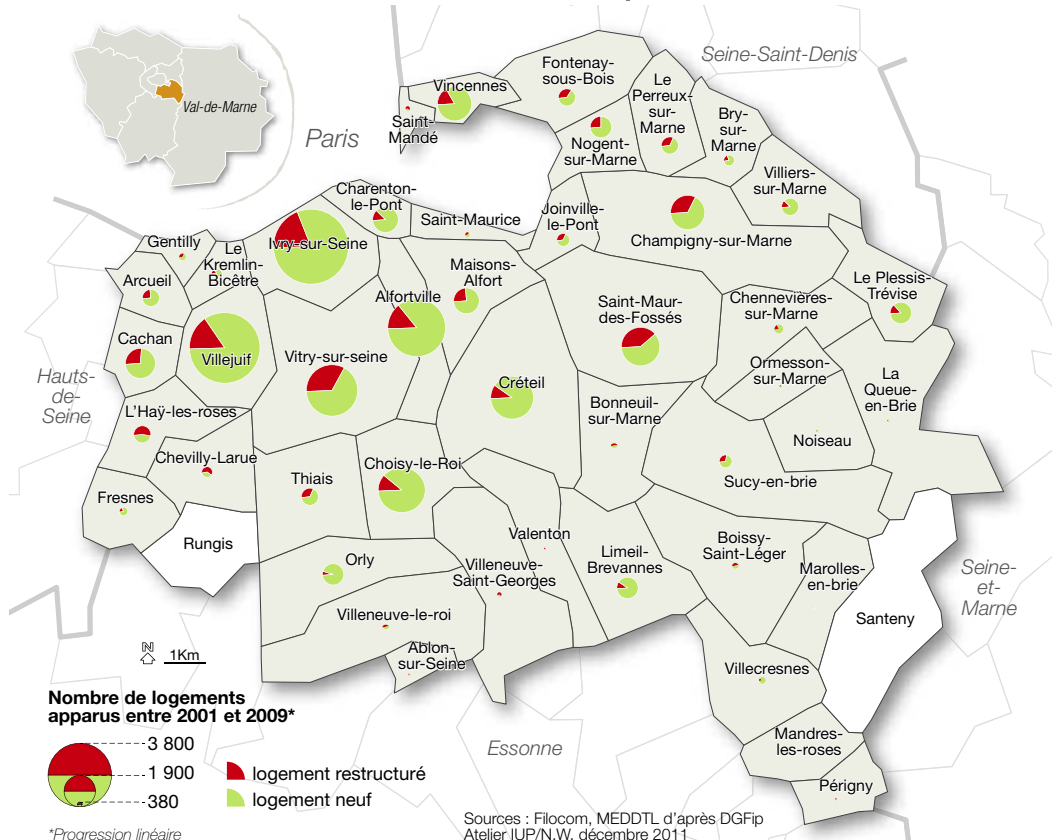 Seine-Saint-Denis
Fontenay-
sous-Bois
Le
Perreux-
sur-
Marne
Vincennes
Val-de-Marne
Bry-
sur-
Marne
Saint-
Mandé
Paris
Nogent-
sur-Marne
Villiers-
sur-Marne
Charenton-
le-Pont
Saint-Maurice
Joinville-
le-Pont
Champigny-sur-Marne
Gentilly
Le
Kremlin-
Bicêtre
Ivry-sur-Seine
Maisons-
Alfort
Arcueil
Le Plessis-
Trévise
Alfortville
Saint-Maur-
des-Fossés
Chennevières-
sur-Marne
Cachan
Villejuif
Vitry-sur-seine
Ormesson-
sur-Marne
Hauts-
de-
Seine
Créteil
La
Queue-
en-Brie
L'Haÿ-les-roses
Bonneuil-
sur-Marne
Noiseau
Chevilly-Larue
Choisy-le-Roi
Thiais
Sucy-en-brie
Fresnes
Rungis
Valenton
Orly
Villeneuve-
Saint-Georges
Limeil-
Brevannes
Boissy-
Saint-Léger
Marolles-
en-brie
Seine-
et-
Marne
Villeneuve-le-roi
Santeny
N
1Km
Ablon-
sur-Seine
Villecresnes
Nombre de logements
apparus entre 2001 et 2009*
Mandres-
les-roses
Essonne
3 800
1 900
380
logement restructuré
logement neuf
Périgny
*Progression linéaire
Sources : Filocom, MEDDTL d'après DGFip
Atelier IUP/N.W. décembre 2011